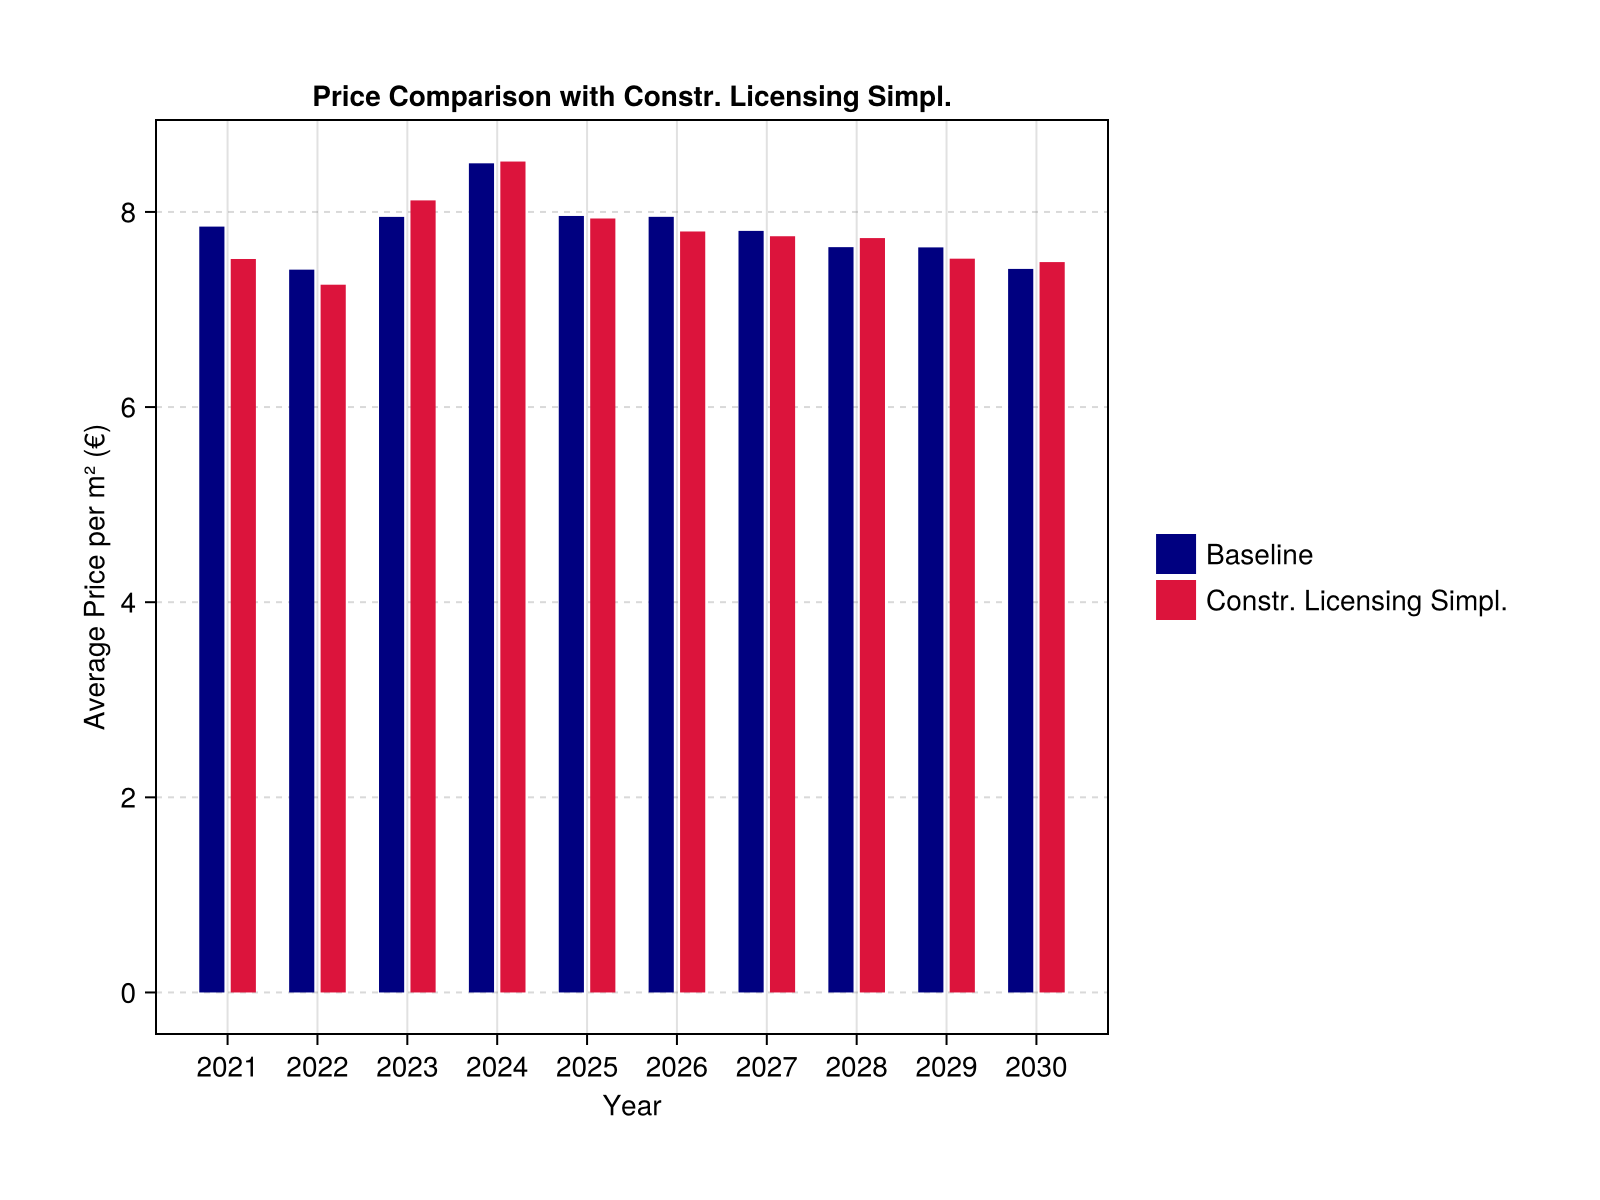 Price Comparison with Constr. Licensing Simpl.
Average Price per m² (€)
8
6
4
2
0
2021 2022 2023 2024 2025 2026 2027 2028 2029 2030
Year
Baseline
Constr. Licensing Simpl.